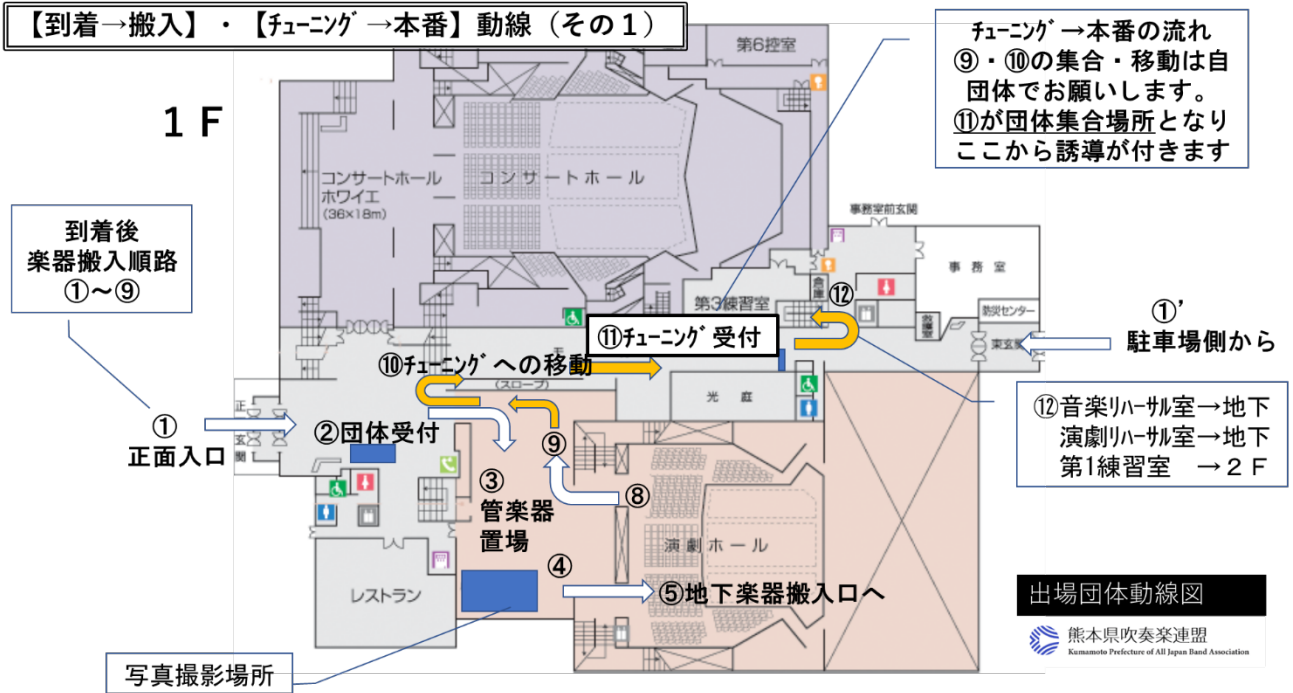 【到着→搬入】・【ﾁｭｰﾆﾝｸﾞ→本番】動線（その１）
１Ｆ
第6控室
ﾁｭｰﾆﾝｸﾞ→本番の流れ
⑨・⑩の集合・移動は自
団体でお願いします。
⑪が団体集合場所となり
ここから誘導が付きます
コンサートホール
ホワイエ
(36×18m)
コンサートホール
到着後
楽器搬入順路
①～⑨
事務室前玄関
事務室
第3練習室
倉庫
⑫
救護室
防災センター
東玄関
①’
駐車場側から
⑪ﾁｭｰﾆﾝｸﾞ受付
⑩ﾁｭｰﾆﾝｸﾞへの移動
(スロープ)
光庭
正
玄
関
①
正面入口
②団体受付
⑨
⑧
③
管楽器
置場
④
⑤地下楽器搬入口へ
演劇ホール
レストラン
⑫音楽ﾘﾊｰｻﾙ室→地下
演劇ﾘﾊｰｻﾙ室→地下
第1練習室　→２Ｆ
写真撮影場所
出場団体動線図
熊本県吹奏楽連盟
Kumamoto Prefecture of All Japan Band Association